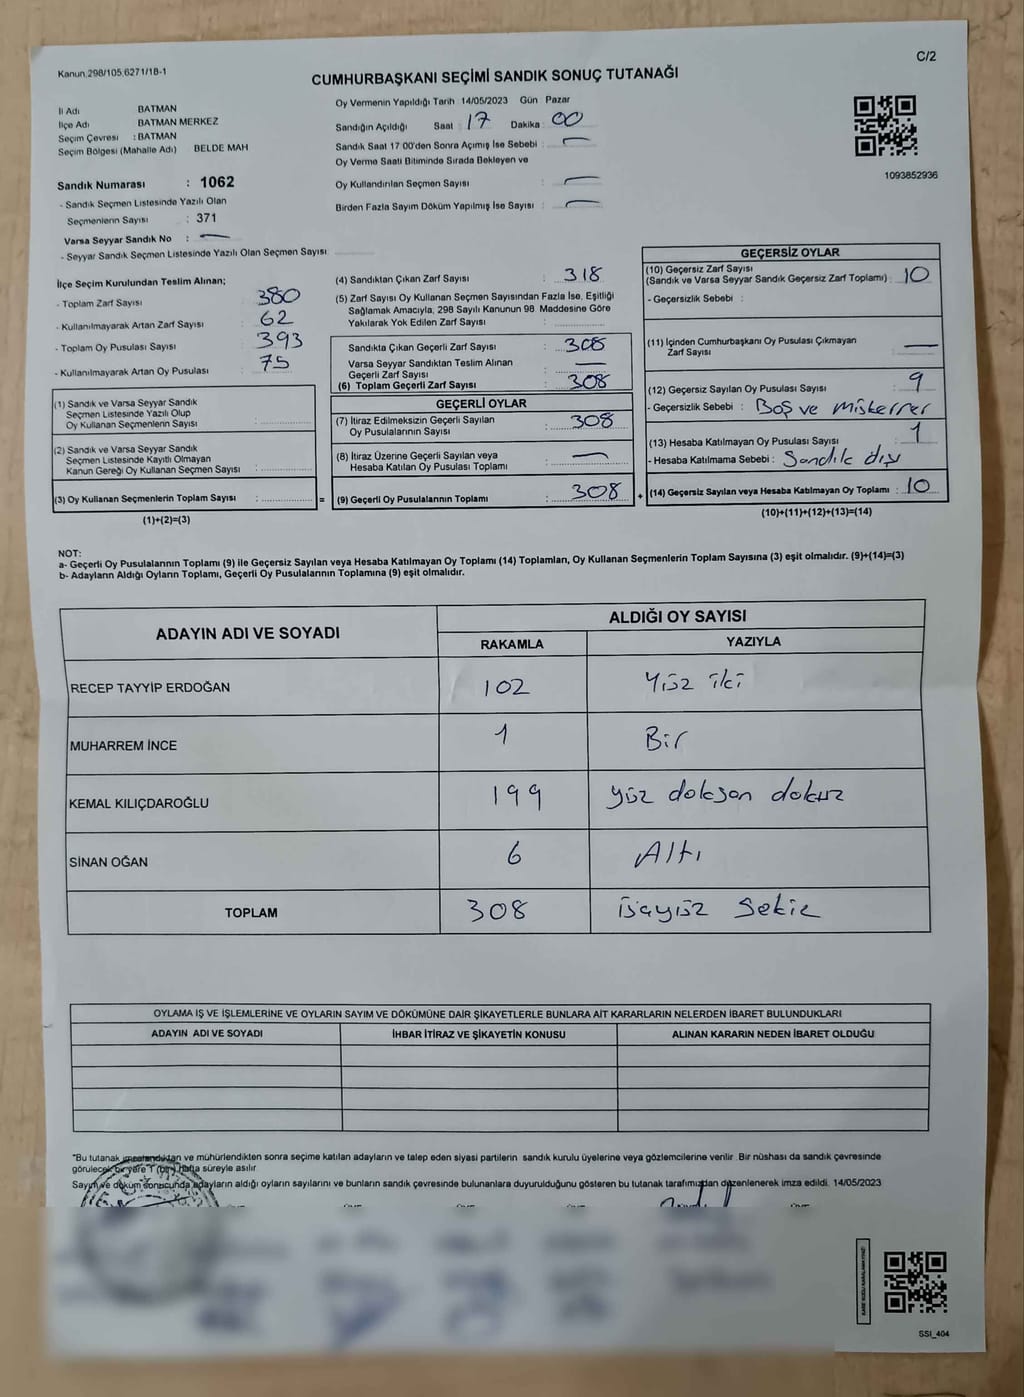 Kanun.298/105.6271/18-1
C/2
CUMHURBAŞKANI SEÇİMİ SANDIK SONUÇ TUTANAĞI
İl Adı BATMAN
İlçe Adı BATMAN MERKEZ
Seçim Çevresi : BATMAN
Seçim Bölgesi (Mahalle Adı) BELDE MAH
Sandık Numarası : 1062
- Sandık Seçmen Listesinde Yazılı Olan
Seçmenlerin Sayısı : 371
Varsa Seyyar Sandık No : —
- Seyyar Sandık Seçmen Listesinde Yazılı Olan Seçmen Sayısı
Oy Vermenin Yapıldığı Tarih 14/05/2023 Gün Pazar
Sandığın Açıldığı Saat 17 Dakika 00
Sandık Saat 17 00'den Sonra Açımış İse Sebebi : —
Oy Verme Saati Bitiminde Sırada Bekleyen ve
Oy Kullandırılan Seçmen Sayısı : —
Birden Fazla Sayım Döküm Yapılmış İse Sayısı : —
1093852936
İlçe Seçim Kurulundan Teslim Alınan;
- Toplam Zarf Sayısı 380
- Kullanılmayarak Artan Zarf Sayısı 62
- Toplam Oy Pusulası Sayısı 393
- Kullanılmayarak Artan Oy Pusulası 75
(1) Sandık ve Varsa Seyyar Sandık
Seçmen Listesinde Yazılı Olup
Oy Kullanan Seçmenlerin Sayısı :
(2) Sandık ve Varsa Seyyar Sandık
Seçmen Listesinde Kayıtlı Olmayan
Kanun Gereği Oy Kullanan Seçmen Sayısı :
(3) Oy Kullanan Seçmenlerin Toplam Sayısı : =
(1)+(2)=(3)
(4) Sandıktan Çıkan Zarf Sayısı : 318
(5) Zarf Sayısı Oy Kullanan Seçmen Sayısından Fazla İse, Eşitliği
Sağlamak Amacıyla, 298 Sayılı Kanunun 98 Maddesine Göre
Yakılarak Yok Edilen Zarf Sayısı :
Sandıkta Çıkan Geçerli Zarf Sayısı : 308
Varsa Seyyar Sandıktan Teslim Alınan
Geçerli Zarf Sayısı : —
(6) Toplam Geçerli Zarf Sayısı : 308
GEÇERLİ OYLAR
(7) İtiraz Edilmeksizin Geçerli Sayılan
Oy Pusulalarının Sayısı : 308
(8) İtiraz Üzerine Geçerli Sayılan veya
Hesaba Katılan Oy Pusulası Toplamı : —
(9) Geçerli Oy Pusulalarının Toplamı : 308 +
GEÇERSİZ OYLAR
(10) Geçersiz Zarf Sayısı
(Sandık ve Varsa Seyyar Sandık Geçersiz Zarf Toplamı) : 10
- Geçersizlik Sebebi :
(11) İçinden Cumhurbaşkanı Oy Pusulası Çıkmayan
Zarf Sayısı : —
(12) Geçersiz Sayılan Oy Pusulası Sayısı : 9
- Geçersizlik Sebebi : Boş ve Mükerrer
(13) Hesaba Katılmayan Oy Pusulası Sayısı : 1
- Hesaba Katılmama Sebebi : Sandık dışı
(14) Geçersiz Sayılan veya Hesaba Katılmayan Oy Toplamı : 10
(10)+(11)+(12)+(13)=(14)
NOT:
a- Geçerli Oy Pusulalarının Toplamı (9) ile Geçersiz Sayılan veya Hesaba Katılmayan Oy Toplamı (14) Toplamları, Oy Kullanan Seçmenlerin Toplam Sayısına (3) eşit olmalıdır. (9)+(14)=(3)
b- Adayların Aldığı Oyların Toplamı, Geçerli Oy Pusulalarının Toplamına (9) eşit olmalıdır.
ADAYIN ADI VE SOYADI ALDIĞI OY SAYISI
RAKAMLA YAZIYLA
RECEP TAYYİP ERDOĞAN 102 Yüz iki
MUHARREM İNCE 1 Bir
KEMAL KILIÇDAROĞLU 199 yüz doksan dokuz
SİNAN OĞAN 6 Altı
TOPLAM 308 üçyüz sekiz
OYLAMA İŞ VE İŞLEMLERİNE VE OYLARIN SAYIM VE DÖKÜMÜNE DAİR ŞİKAYETLERLE BUNLARA AİT KARARLARIN NELERDEN İBARET BULUNDUKLARI
ADAYIN ADI VE SOYADI İHBAR İTİRAZ VE ŞİKAYETİN KONUSU ALINAN KARARIN NEDEN İBARET OLDUĞU
"Bu tutanak imzalandıktan ve mühürlendikten sonra seçime katılan adayların ve talep eden siyasi partilerin sandık kurulu üyelerine veya gözlemcilerine verilir. Bir nüshası da sandık çevresinde
görülecek bir yere 1 (bir) hafta süreyle asılır.
Sayım ve döküm sonucunda adayların aldığı oyların sayılarını ve bunların sandık çevresinde bulunanlara duyurulduğunu gösteren bu tutanak tarafımızdan düzenlenerek imza edildi. 14/05/2023
SSI_404